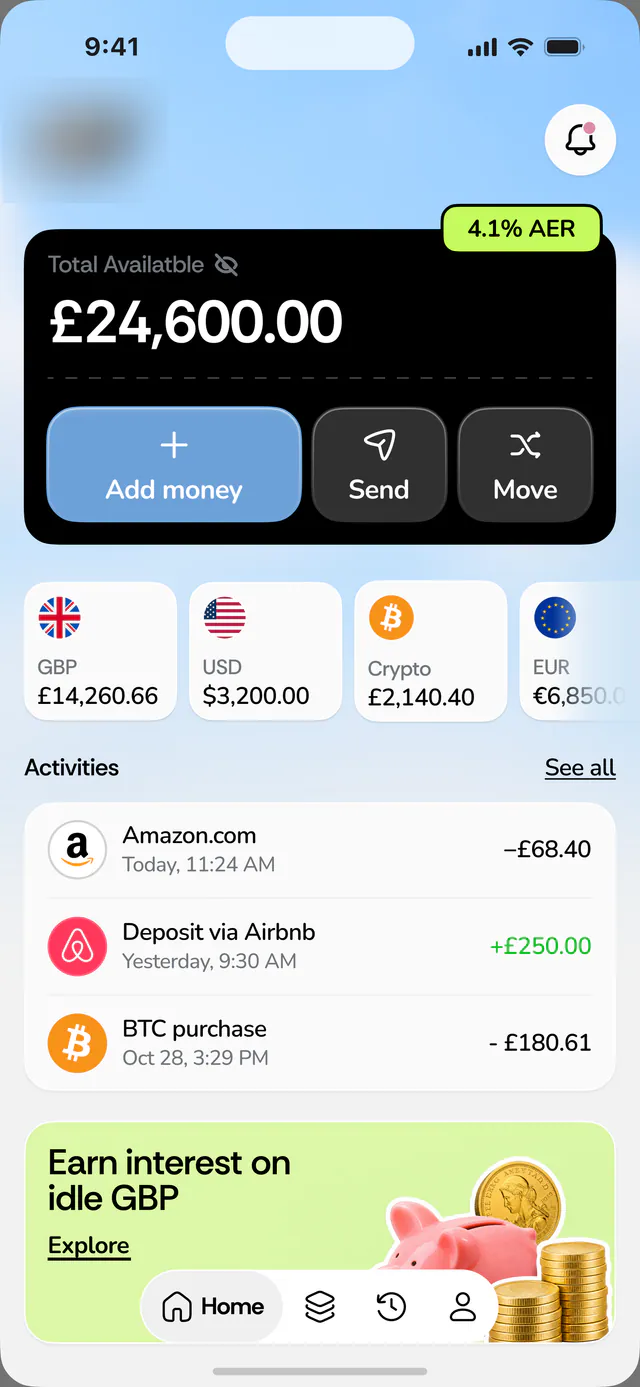 9:41
4.1% AER
Total Availatble
£24,600.00
Add money
Send
Move
GBP
£14,260.66
USD
$3,200.00
Crypto
£2,140.40
EUR
€6,850.0
Activities
See all
Amazon.com
Today, 11:24 AM
–£68.40
Deposit via Airbnb
Yesterday, 9:30 AM
+£250.00
BTC purchase
Oct 28, 3:29 PM
- £180.61
Earn interest on
idle GBP
Explore
Home